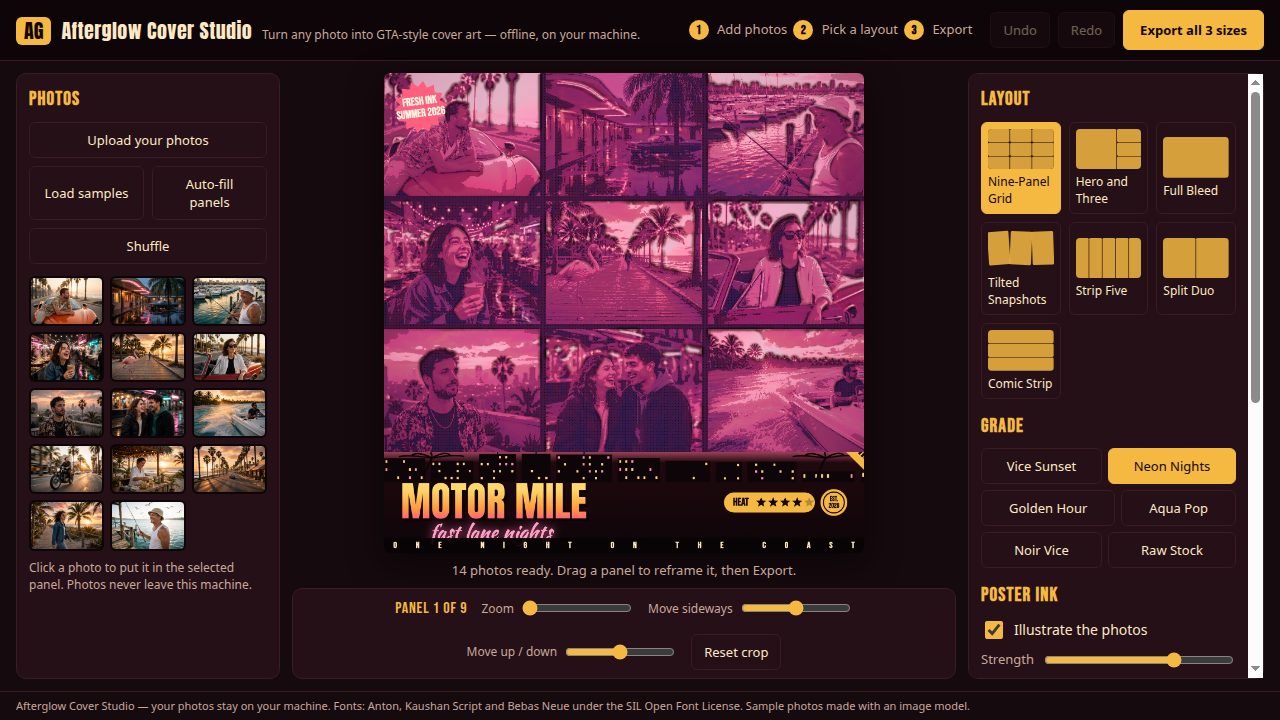 AG Afterglow Cover Studio Turn any photo into GTA-style cover art — offline, on your machine. 1 Add photos 2 Pick a layout 3 Export Undo Redo Export all 3 sizes
PHOTOS
Upload your photos
Load samples
Auto-fill
panels
Shuffle
Click a photo to put it in the selected
panel. Photos never leave this machine.
FRESH INK
SUMMER 2026
MOTOR MILE
fast lane nights
HEAT
EST.
2026
ONE NIGHT ON THE COAST
14 photos ready. Drag a panel to reframe it, then Export.
PANEL 1 OF 9 Zoom Move sideways
Move up / down Reset crop
LAYOUT
Nine-Panel
Grid
Hero and
Three
Full Bleed
Tilted
Snapshots
Strip Five
Split Duo
Comic Strip
GRADE
Vice Sunset Neon Nights
Golden Hour Aqua Pop
Noir Vice Raw Stock
POSTER INK
Illustrate the photos
Strength
Afterglow Cover Studio — your photos stay on your machine. Fonts: Anton, Kaushan Script and Bebas Neue under the SIL Open Font License. Sample photos made with an image model.